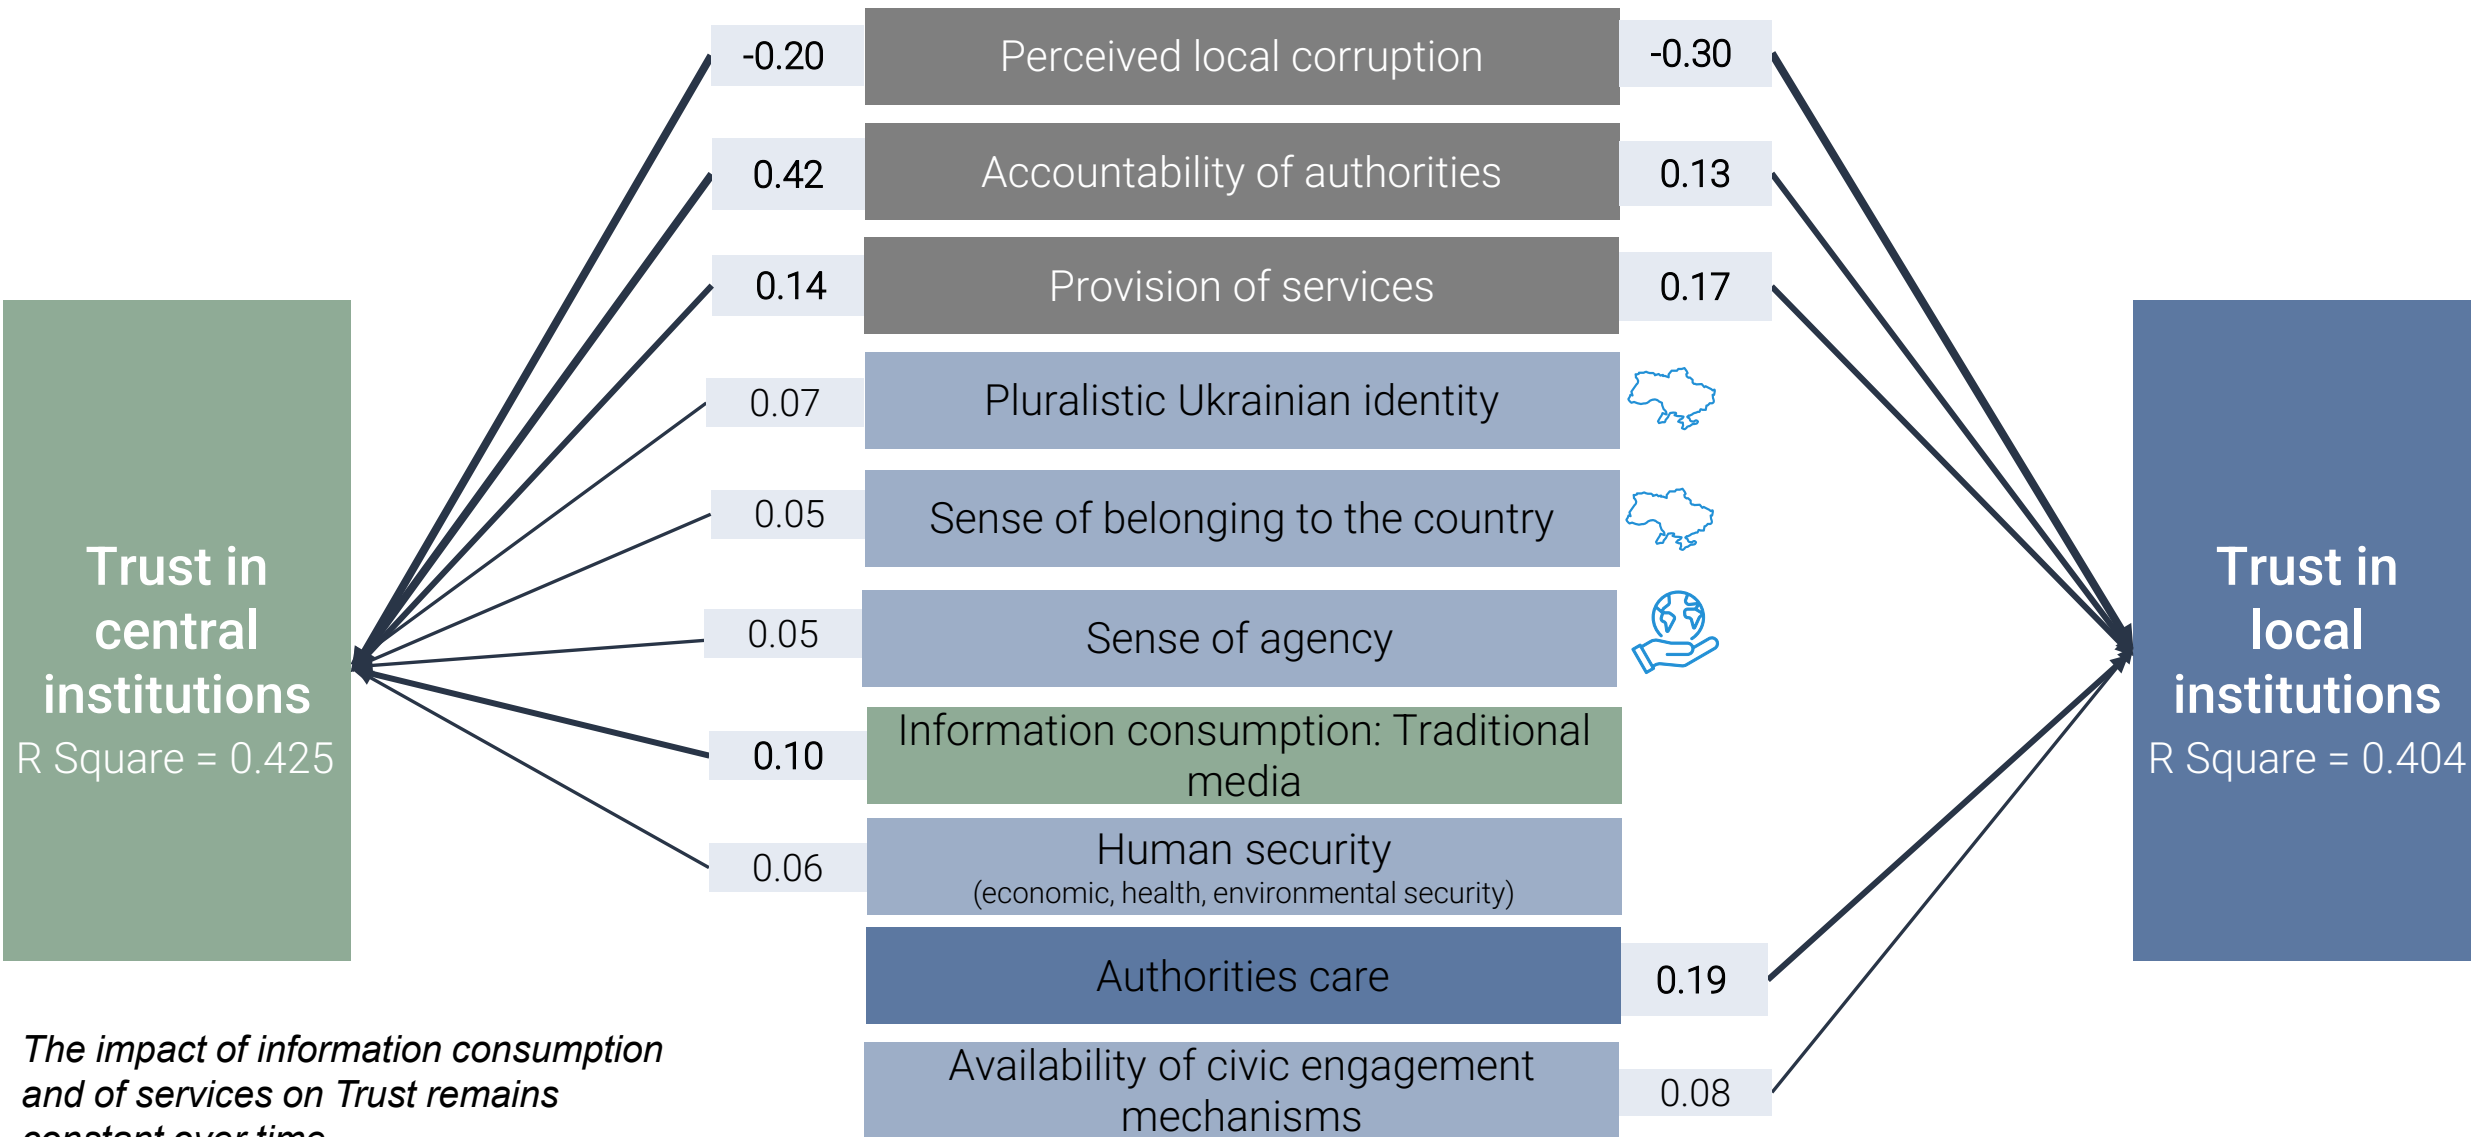 -0.20
Perceived local corruption
-0.30
0.42
Accountability of authorities
0.13
0.14
Provision of services
0.17
0.07
Pluralistic Ukrainian identity
0.05
Sense of belonging to the country
0.05
Sense of agency
0.10
Information consumption: Traditional
media
0.06
Human security
(economic, health, environmental security)
Authorities care
0.19
Availability of civic engagement
mechanisms
0.08
Trust in
central
institutions
R Square = 0.425
Trust in
local
institutions
R Square = 0.404
The impact of information consumption
and of services on Trust remains
constant over time